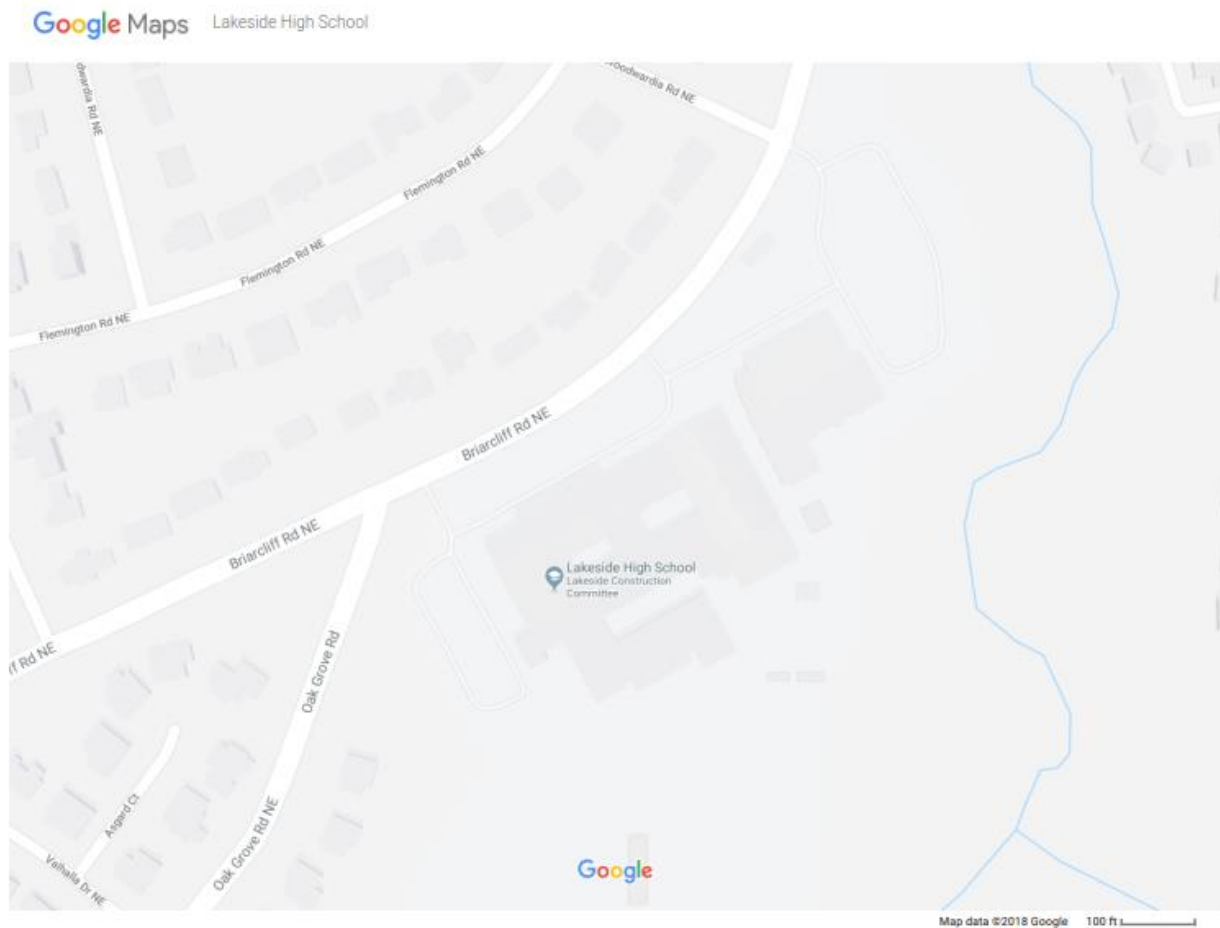 Google Maps
Lakeside High School
oodwardia Rd NE
dwardia Rd NE
Flemington Rd NE
Flemington Rd NE
Flemington Rd NE
Briarcliff Rd NE
Briarcliff Rd NE
ff Rd NE
Lakeside High School
Lakeside Construction
Committee
Oak Grove Rd
Oak Grove Rd NE
Asgard Ct
Valhalla Dr NE
Google
Map data ©2018 Google
100 ft